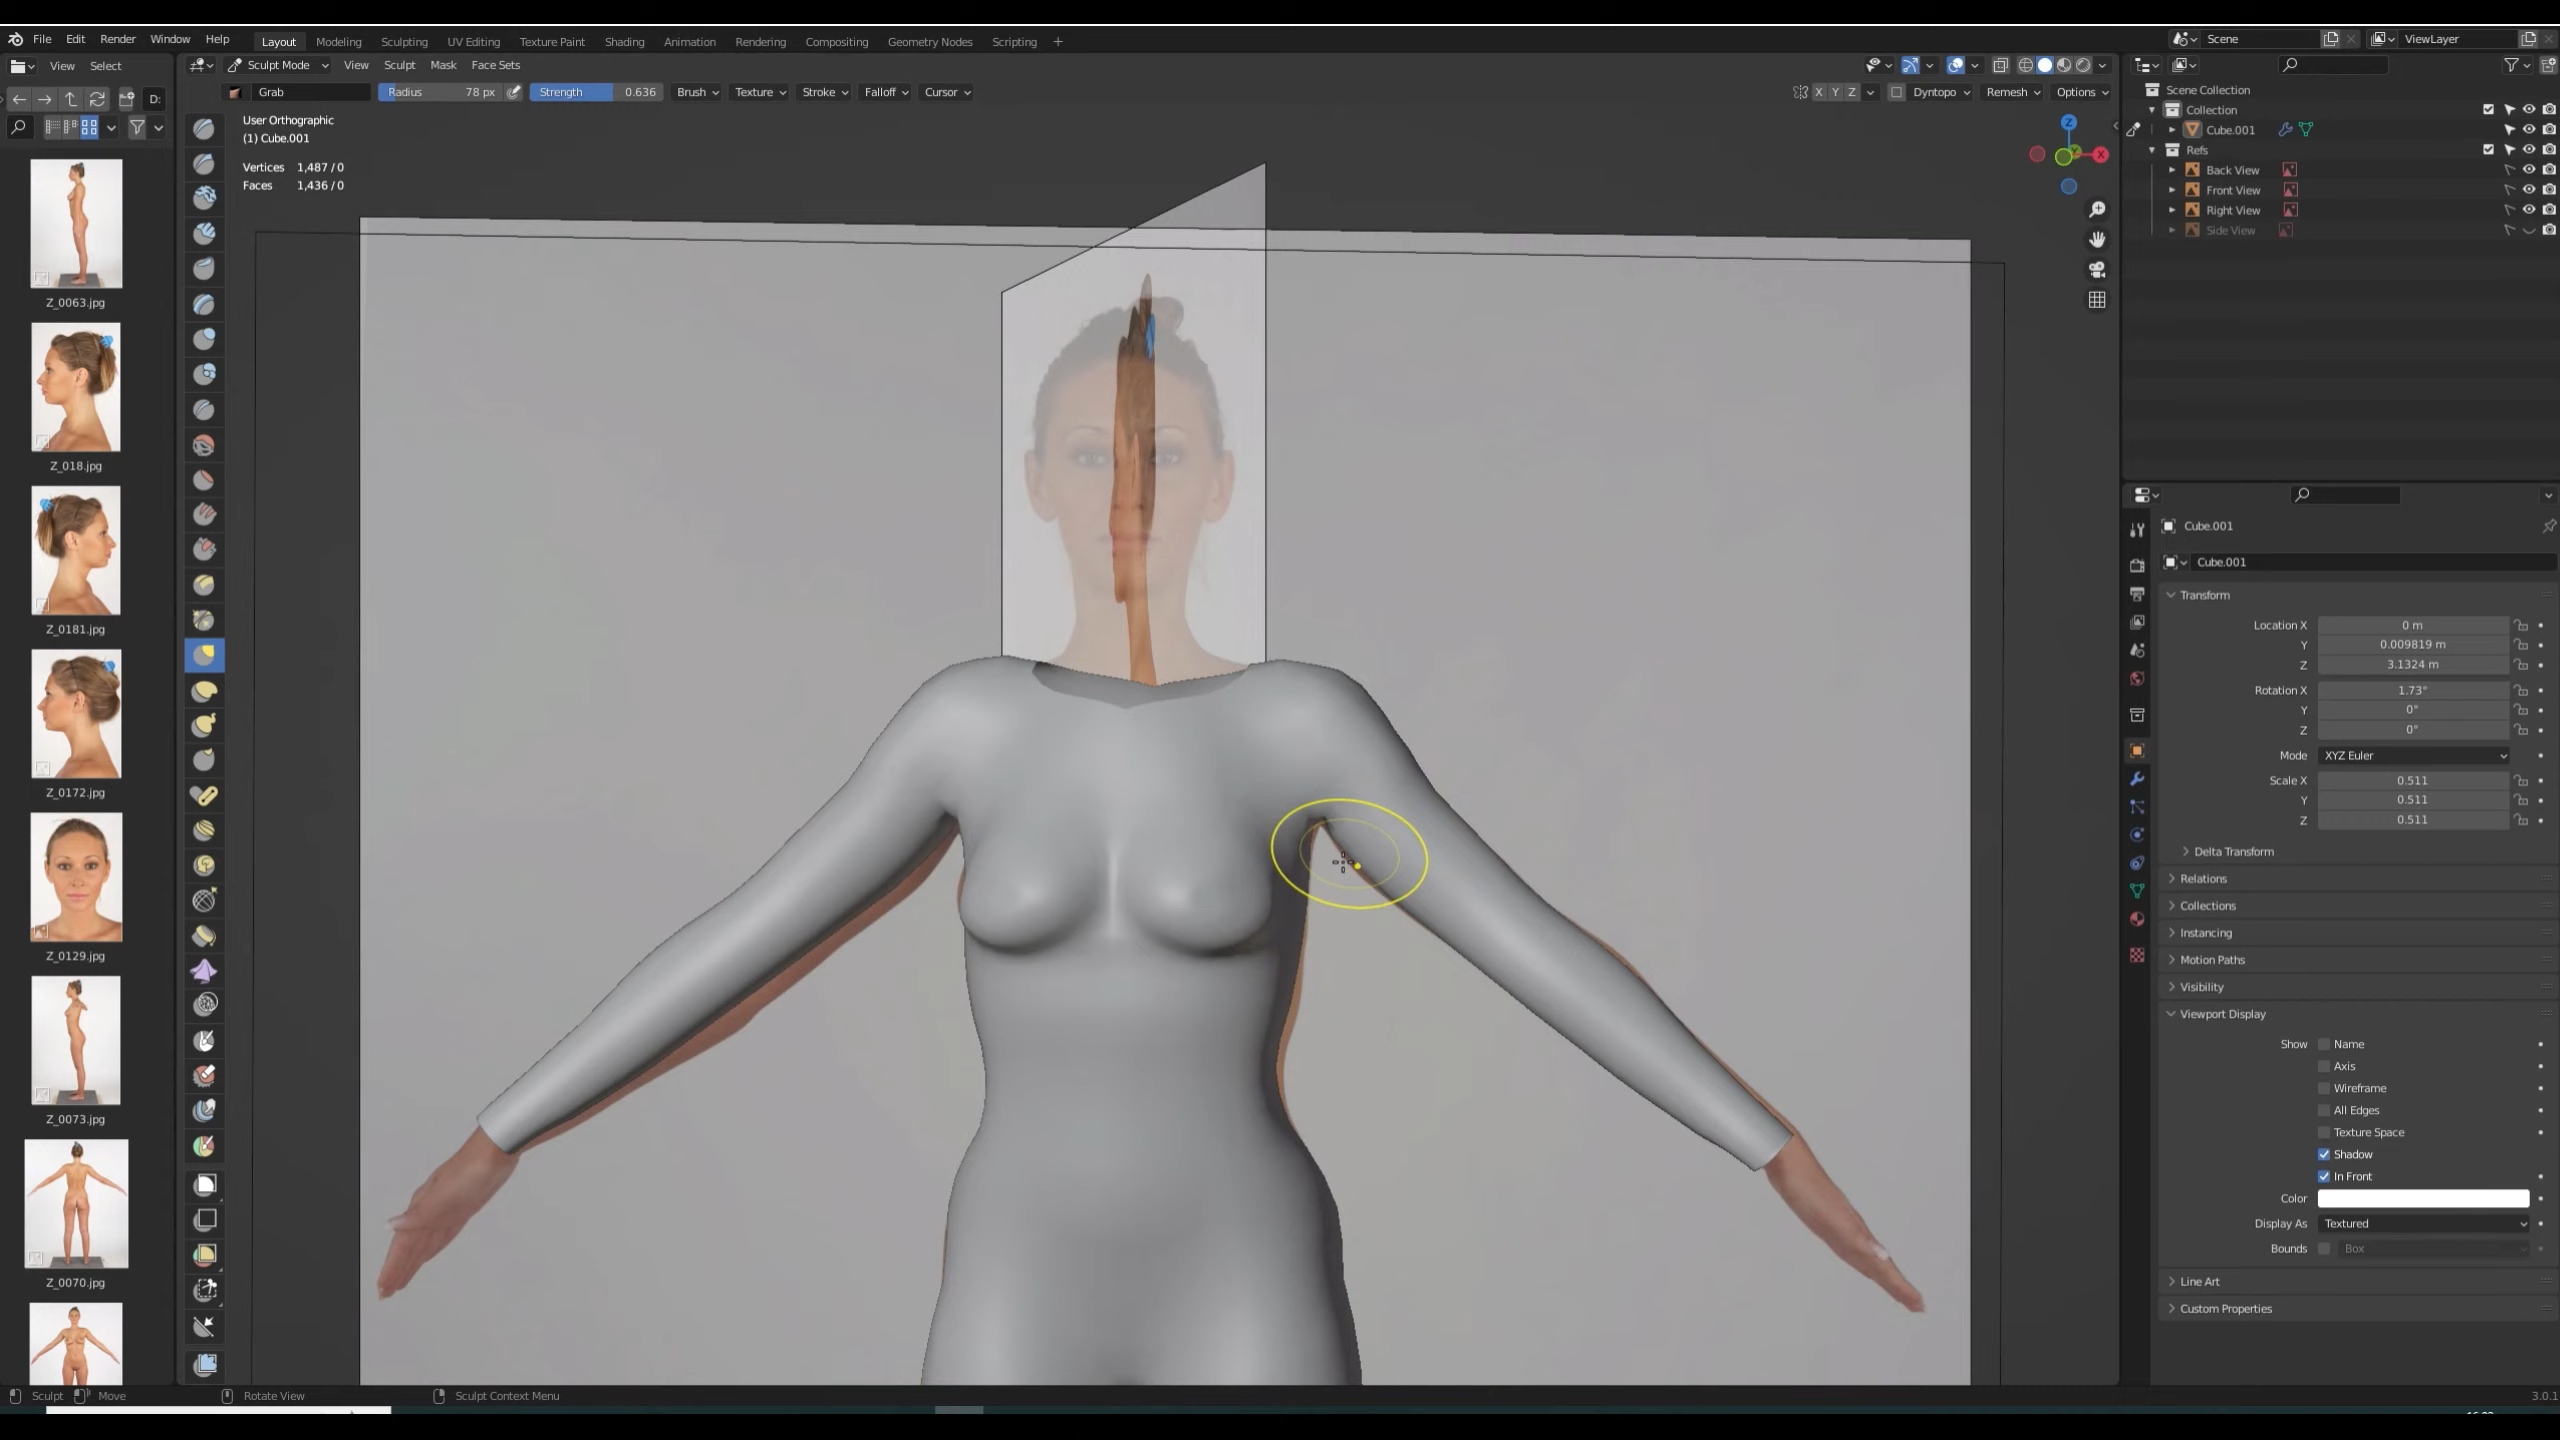 File Edit Render Window Help Layout Modeling Sculpting UV Editing Texture Paint Shading Animation Rendering Compositing Geometry Nodes Scripting + Scene ViewLayer
View Select Sculpt Mode View Sculpt Mask Face Sets
Grab Radius 78 px Strength 0.636 Brush Texture Stroke Falloff Cursor X Y Z Dyntopo Remesh Options
D:
User Orthographic
(1) Cube.001
Vertices 1,487 / 0
Faces 1,436 / 0
Z
X
Z_0063.jpg
Z_018.jpg
Z_0181.jpg
Z_0172.jpg
Z_0129.jpg
Z_0073.jpg
Z_0070.jpg
Scene Collection
Collection
Cube.001
Refs
Back View
Front View
Right View
Side View
Cube.001
Cube.001
Transform
Location X 0 m
Y 0.009819 m
Z 3.1324 m
Rotation X 1.73°
Y 0°
Z 0°
Mode XYZ Euler
Scale X 0.511
Y 0.511
Z 0.511
Delta Transform
Relations
Collections
Instancing
Motion Paths
Visibility
Viewport Display
Show Name
Axis
Wireframe
All Edges
Texture Space
Shadow
In Front
Color
Display As Textured
Bounds Box
Line Art
Custom Properties
Sculpt Move Rotate View Sculpt Context Menu 3.0.1